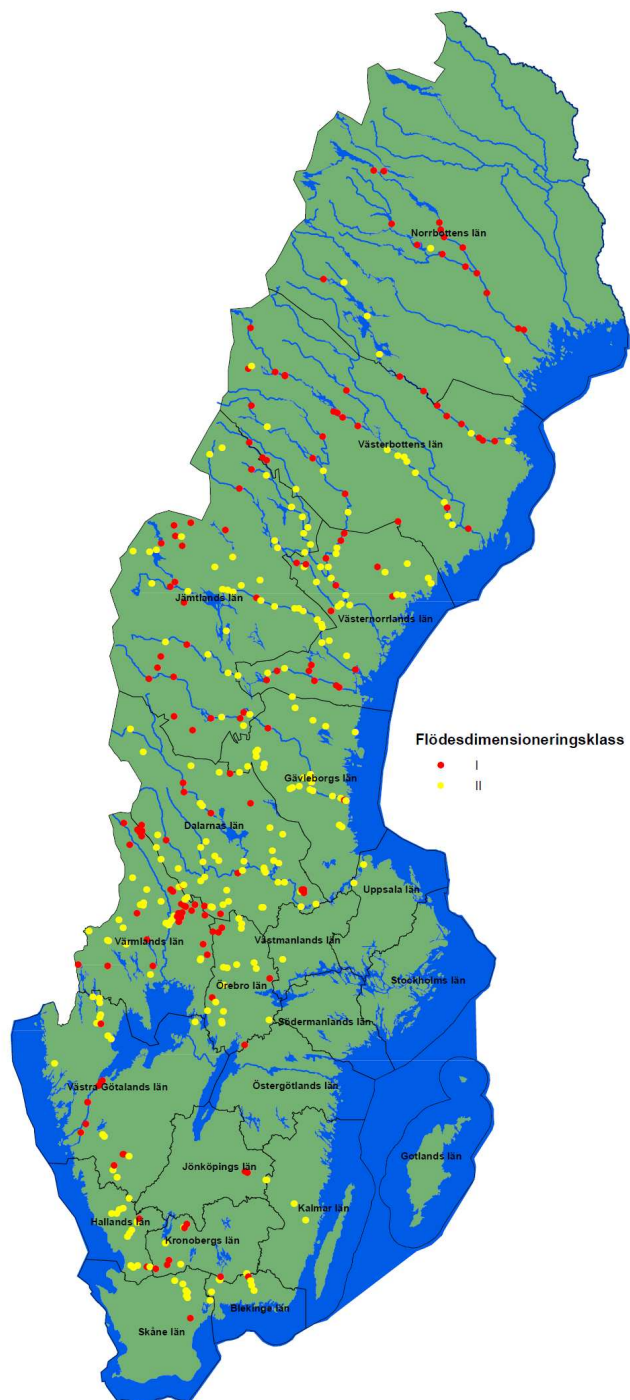 Norrbottens län
Västerbottens län
Jämtlands län
Västernorrlands län
Flödesdimensioneringsklass
I
II
Gävleborgs län
Dalarnas län
Uppsala län
Värmlands län
Västmanlands län
Stockholms län
Örebro län
Södermanlands län
Västra Götalands län
Östergötlands län
Gotlands län
Jönköpings län
Kalmar län
Hallands län
Kronobergs län
Blekinge län
Skåne län